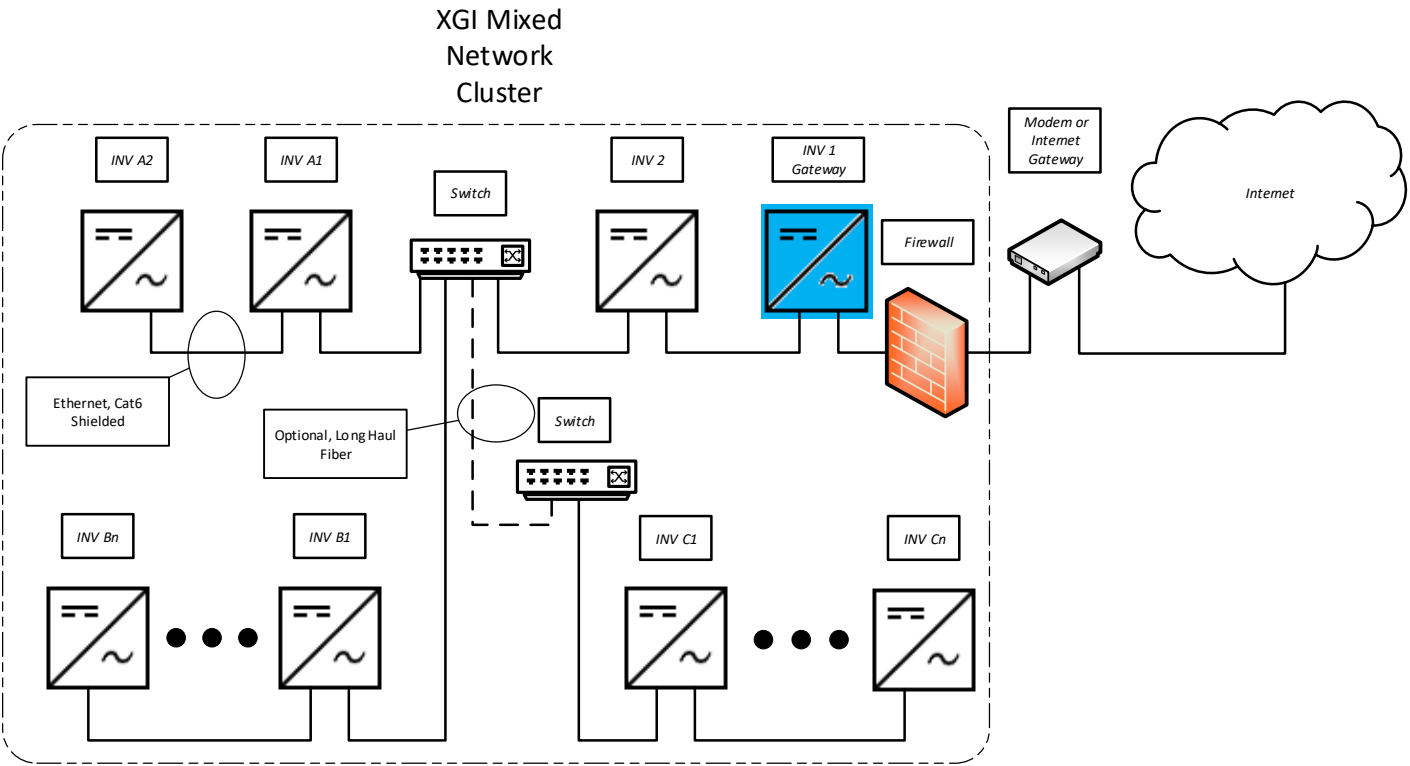 XGI Mixed
Network
Cluster
INV A2
INV A1
Switch
INV 2
INV 1
Gateway
Firewall
Modem or
Internet
Gateway
Internet
Ethernet, Cat6
Shielded
Optional, Long Haul
Fiber
Switch
INV Bn
INV B1
INV C1
INV Cn